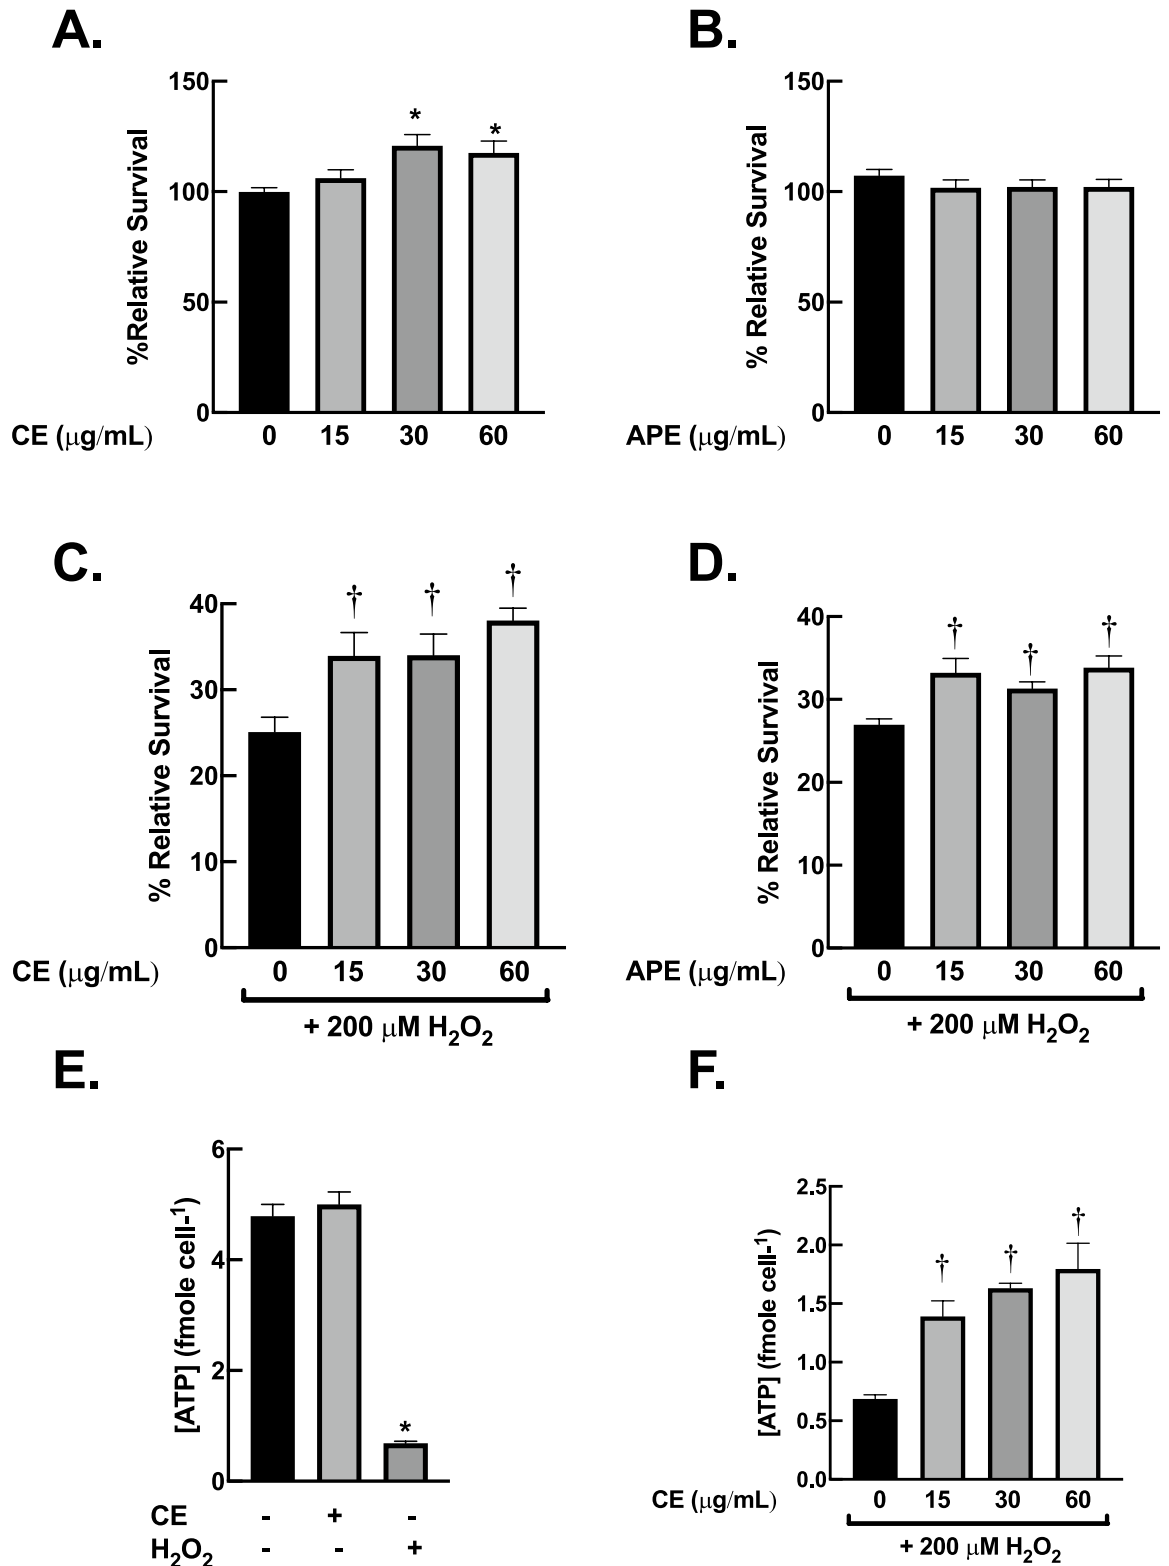 A.
%Relative Survival
150
100
50
0
* *
CE (μg/mL) 0 15 30 60
B.
% Relative Survival
150
100
50
0
APE (μg/mL) 0 15 30 60
C.
% Relative Survival
40
30
20
10
0
† † †
CE (μg/mL) 0 15 30 60
+ 200 μM H₂O₂
D.
% Relative Survival
40
30
20
10
0
† † †
APE (μg/mL) 0 15 30 60
+ 200 μM H₂O₂
E.
[ATP] (fmole cell-¹)
6
4
2
0
*
CE - + -
H₂O₂ - - +
F.
[ATP] (fmole cell-¹)
2.5
2.0
1.5
1.0
0.5
0.0
† † †
CE (μg/mL) 0 15 30 60
+ 200 μM H₂O₂